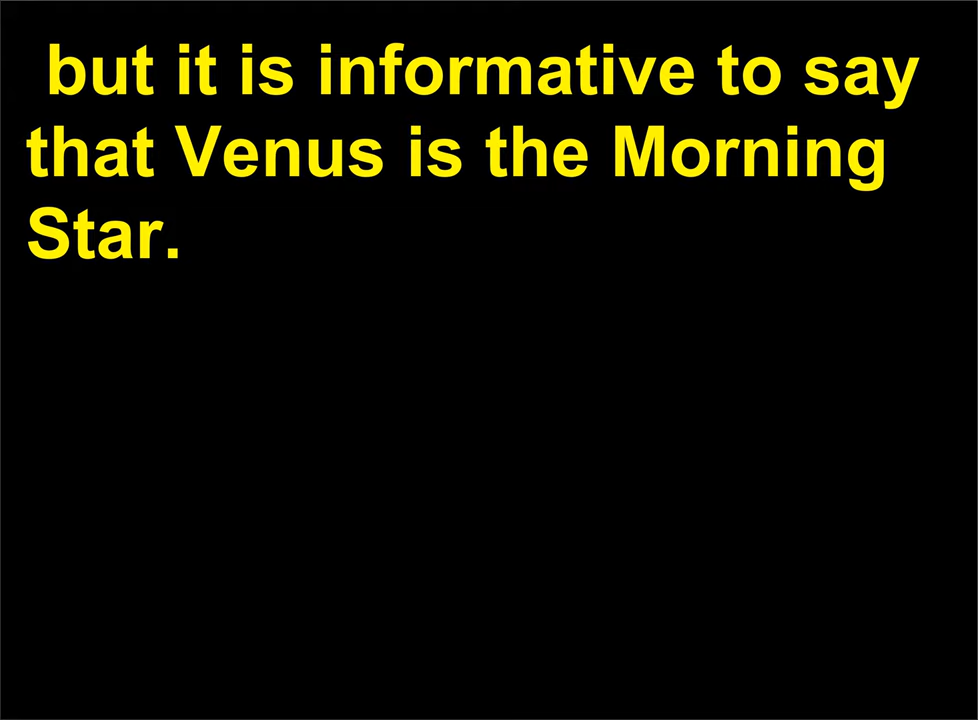 but it is informative to say
that Venus is the Morning
Star.